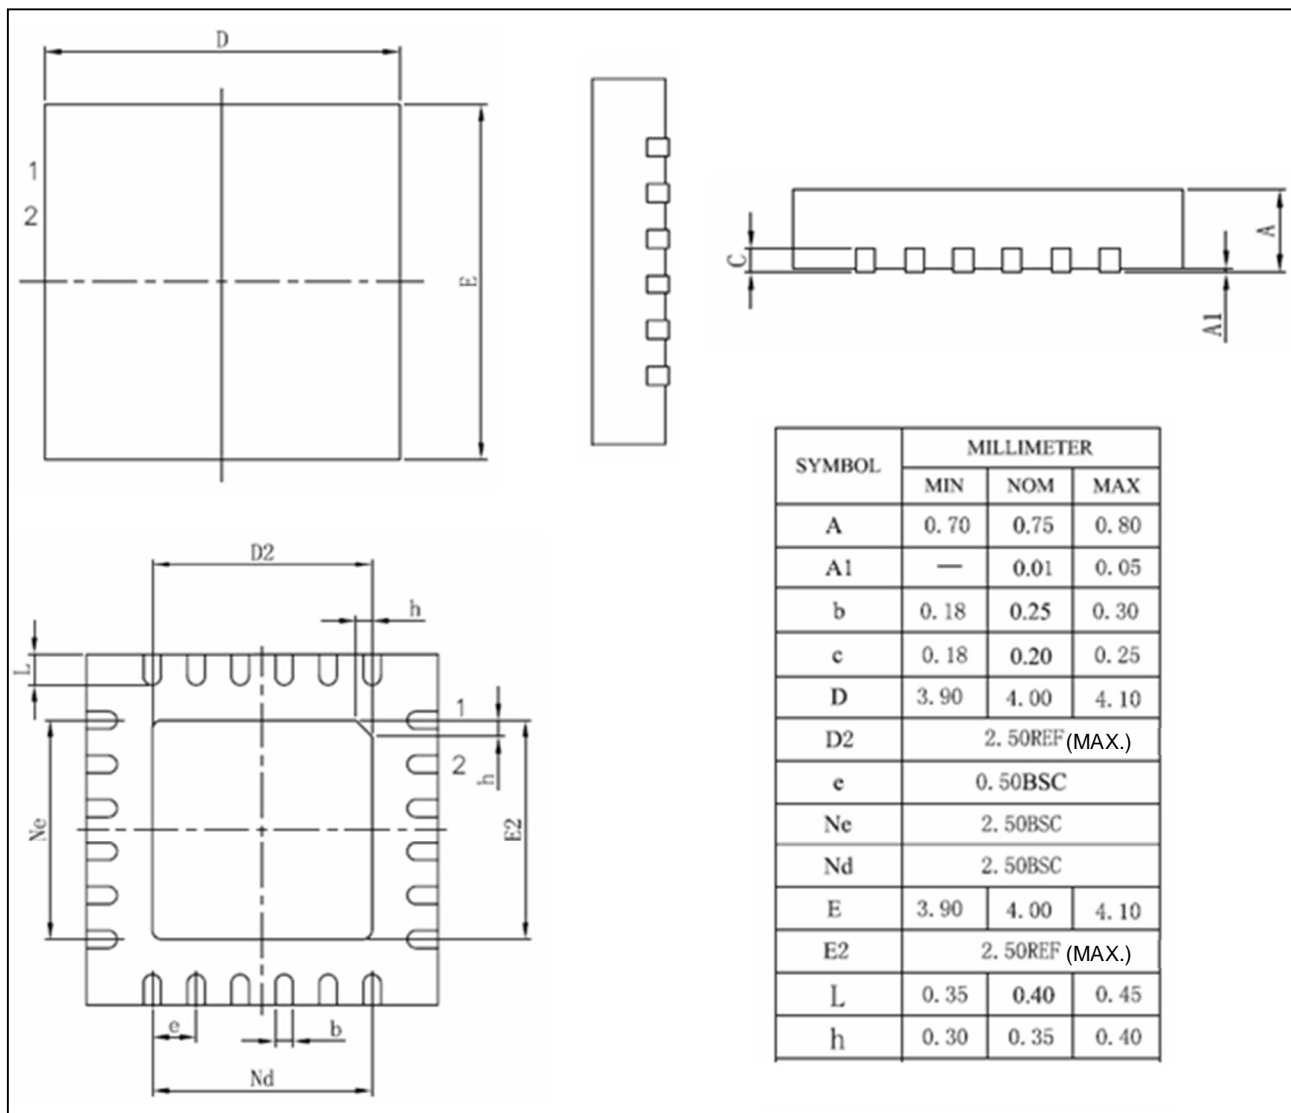 D
1
2
E
C
A
A1
D2
h
L
1
2
h
Ne
E2
e
b
Nd
SYMBOL MILLIMETER
MIN NOM MAX
A 0.70 0.75 0.80
A1 — 0.01 0.05
b 0.18 0.25 0.30
c 0.18 0.20 0.25
D 3.90 4.00 4.10
D2 2.50REF (MAX.)
e 0.50BSC
Ne 2.50BSC
Nd 2.50BSC
E 3.90 4.00 4.10
E2 2.50REF (MAX.)
L 0.35 0.40 0.45
h 0.30 0.35 0.40